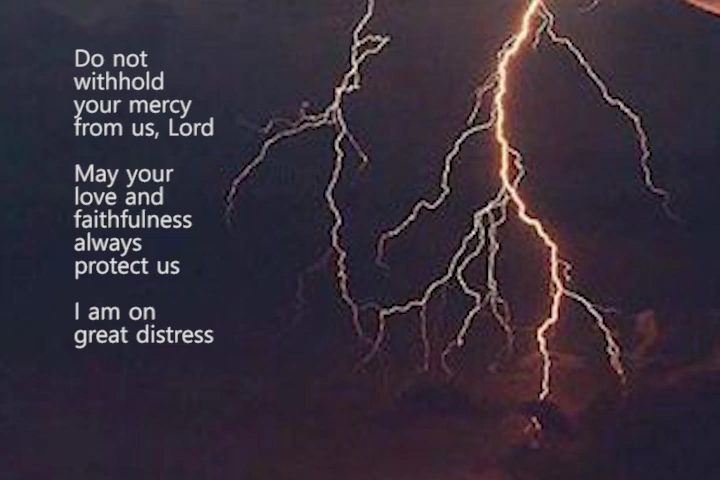 Do not
withhold
your mercy
from us, Lord
May your
love and
faithfulness
always
protect us
I am on
great distress